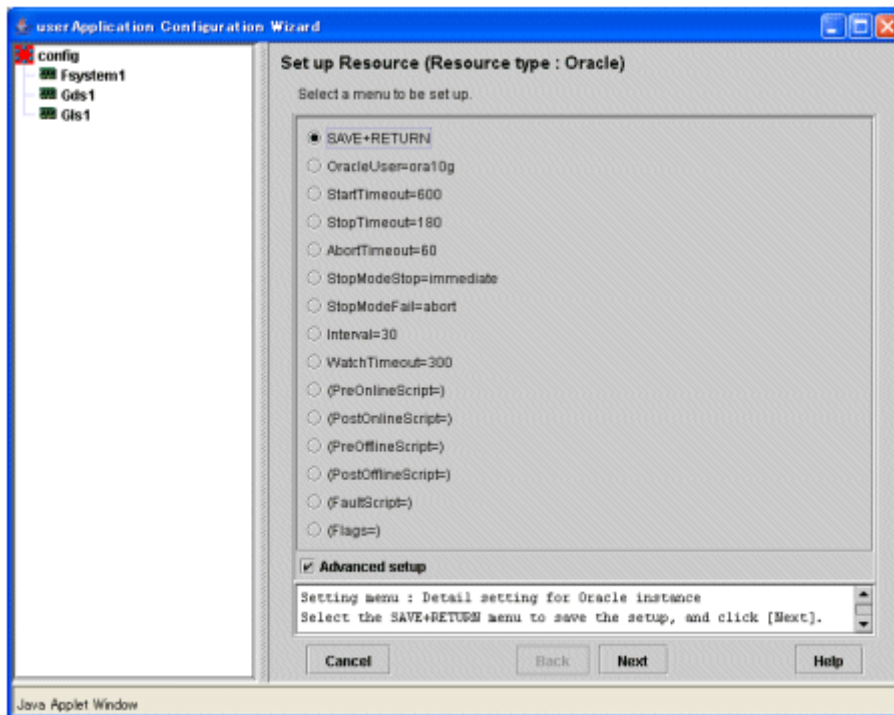 userApplication Configuration Wizard
config
Fsystem1
Gds1
Gls1
Set up Resource (Resource type : Oracle)
Select a menu to be set up.
SAVE+RETURN
OracleUser=ora10g
StartTimeout=600
StopTimeout=180
AbortTimeout=60
StopModeStop=immediate
StopModeFail=abort
Interval=30
WatchTimeout=300
(PreOnlineScript=)
(PostOnlineScript=)
(PreOfflineScript=)
(PostOfflineScript=)
(FaultScript=)
(Flags=)
Advanced setup
Setting menu : Detail setting for Oracle instance
Select the SAVE+RETURN menu to save the setup, and click [Next].
Cancel Back Next Help
Java Applet Window